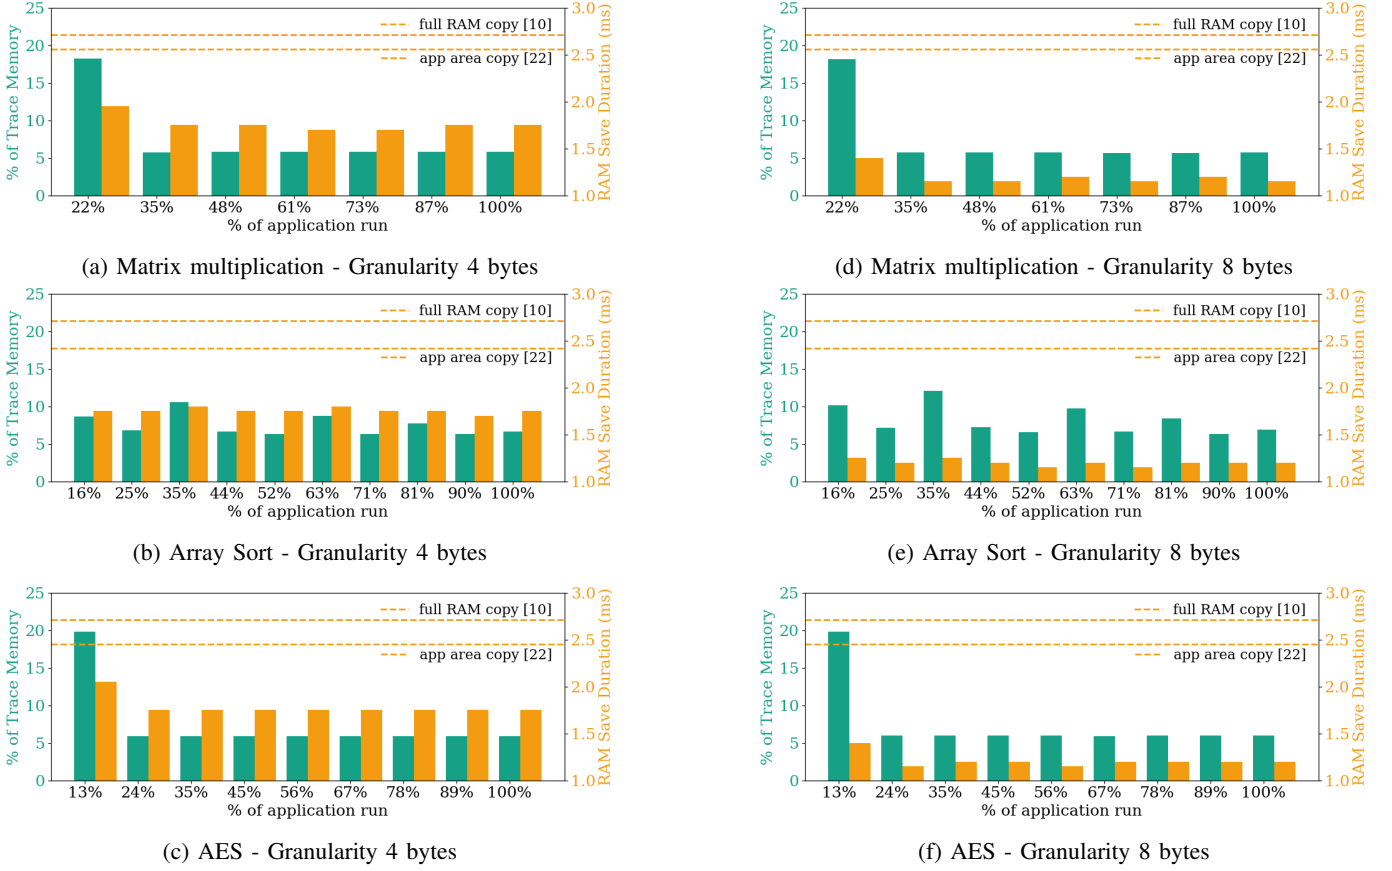 25
20
15
10
5
0
% of Trace Memory
full RAM copy [10]
app area copy [22]
3.0
2.5
2.0
1.5
1.0
RAM Save Duration (ms)
22% 35% 48% 61% 73% 87% 100%
% of application run
(a) Matrix multiplication - Granularity 4 bytes
25
20
15
10
5
0
% of Trace Memory
full RAM copy [10]
app area copy [22]
3.0
2.5
2.0
1.5
1.0
RAM Save Duration (ms)
22% 35% 48% 61% 73% 87% 100%
% of application run
(d) Matrix multiplication - Granularity 8 bytes
25
20
15
10
5
0
% of Trace Memory
full RAM copy [10]
app area copy [22]
3.0
2.5
2.0
1.5
1.0
RAM Save Duration (ms)
16% 25% 35% 44% 52% 63% 71% 81% 90% 100%
% of application run
(b) Array Sort - Granularity 4 bytes
25
20
15
10
5
0
% of Trace Memory
full RAM copy [10]
app area copy [22]
3.0
2.5
2.0
1.5
1.0
RAM Save Duration (ms)
16% 25% 35% 44% 52% 63% 71% 81% 90% 100%
% of application run
(e) Array Sort - Granularity 8 bytes
25
20
15
10
5
0
% of Trace Memory
full RAM copy [10]
app area copy [22]
3.0
2.5
2.0
1.5
1.0
RAM Save Duration (ms)
13% 24% 35% 45% 56% 67% 78% 89% 100%
% of application run
(c) AES - Granularity 4 bytes
25
20
15
10
5
0
% of Trace Memory
full RAM copy [10]
app area copy [22]
3.0
2.5
2.0
1.5
1.0
RAM Save Duration (ms)
13% 24% 35% 45% 56% 67% 78% 89% 100%
% of application run
(f) AES - Granularity 8 bytes